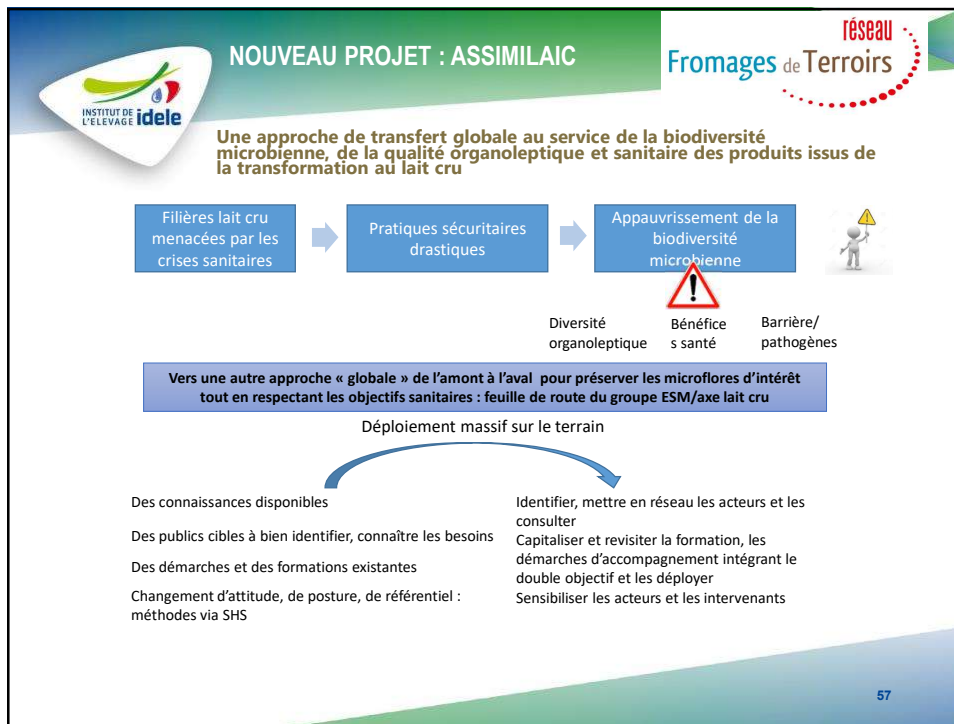 NOUVEAU PROJET : ASSIMILAIC
réseau
Fromages de Terroirs
INSTITUT DE
L'ELEVAGE idele
Une approche de transfert globale au service de la biodiversité
microbienne, de la qualité organoleptique et sanitaire des produits issus de
la transformation au lait cru
Filières lait cru
menacées par les
crises sanitaires
Pratiques sécuritaires
drastiques
Appauvrissement de la
biodiversité
microbienne
Diversité
organoleptique
Bénéfice
s santé
Barrière/
pathogènes
Vers une autre approche « globale » de l'amont à l'aval pour préserver les microflores d'intérêt
tout en respectant les objectifs sanitaires : feuille de route du groupe ESM/axe lait cru
Déploiement massif sur le terrain
Des connaissances disponibles
Des publics cibles à bien identifier, connaître les besoins
Des démarches et des formations existantes
Changement d'attitude, de posture, de référentiel :
méthodes via SHS
Identifier, mettre en réseau les acteurs et les
consulter
Capitaliser et revisiter la formation, les
démarches d'accompagnement intégrant le
double objectif et les déployer
Sensibiliser les acteurs et les intervenants
57